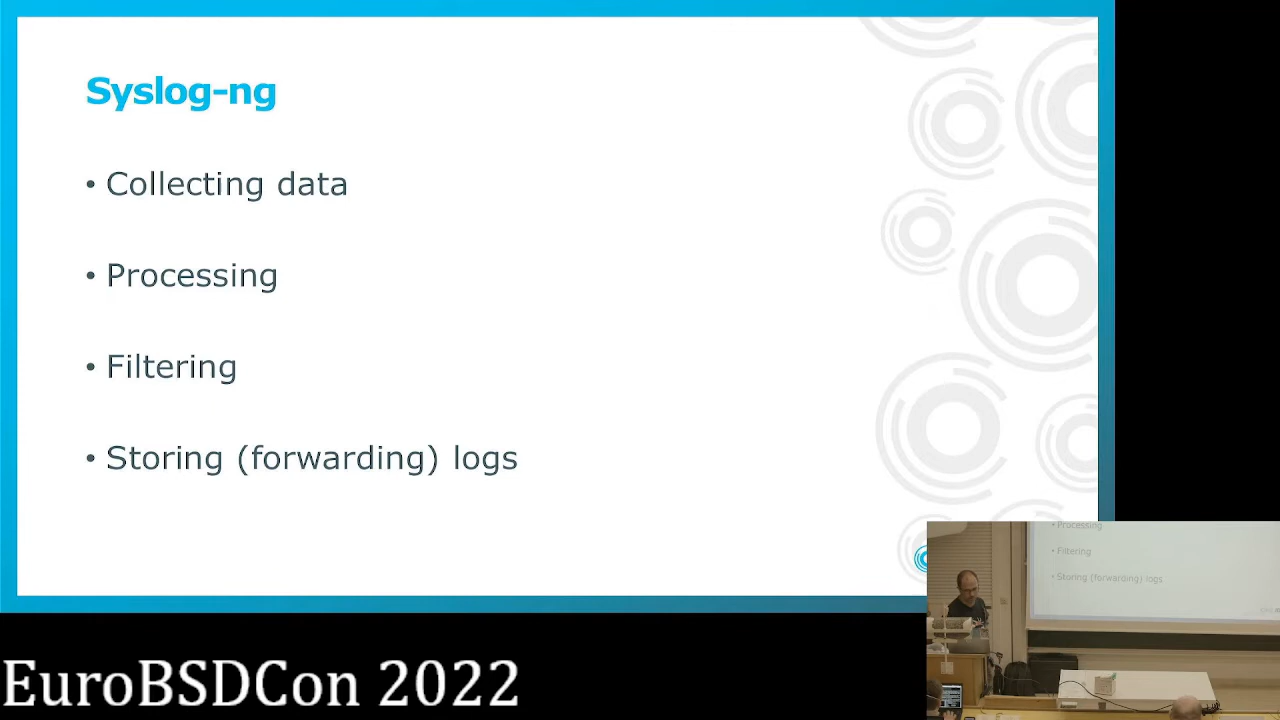 Syslog-ng
• Collecting data
• Processing
• Filtering
• Storing (forwarding) logs
• Processing
• Filtering
• Storing (forwarding) logs
EuroBSDCon 2022